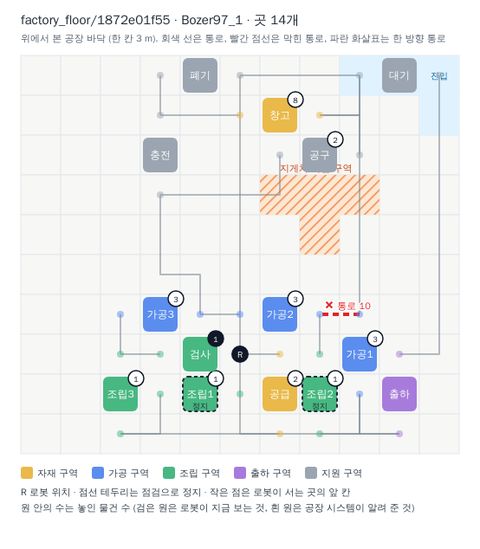 factory_floor/1872e01f55 · Bozer97_1 · 곳 14개
위에서 본 공장 바닥 (한 칸 3 m). 회색 선은 통로, 빨간 점선은 막힌 통로, 파란 화살표는 한 방향 통로
폐기
대기
창고
8
충전
공구
2
구역
가공3
3
가공2
3
통로 10
검사
1
R
가공1
3
조립3
1
조립1
1
정지
공급
2
조립2
1
정지
출하
자재 구역
가공 구역
조립 구역
출하 구역
지원 구역
R 로봇 위치 · 점선 테두리는 점검으로 정지 · 작은 점은 로봇이 서는 곳의 앞 칸
원 안의 수는 놓인 물건 수 (검은 원은 로봇이 지금 보는 것, 흰 원은 공장 시스템이 알려 준 것)